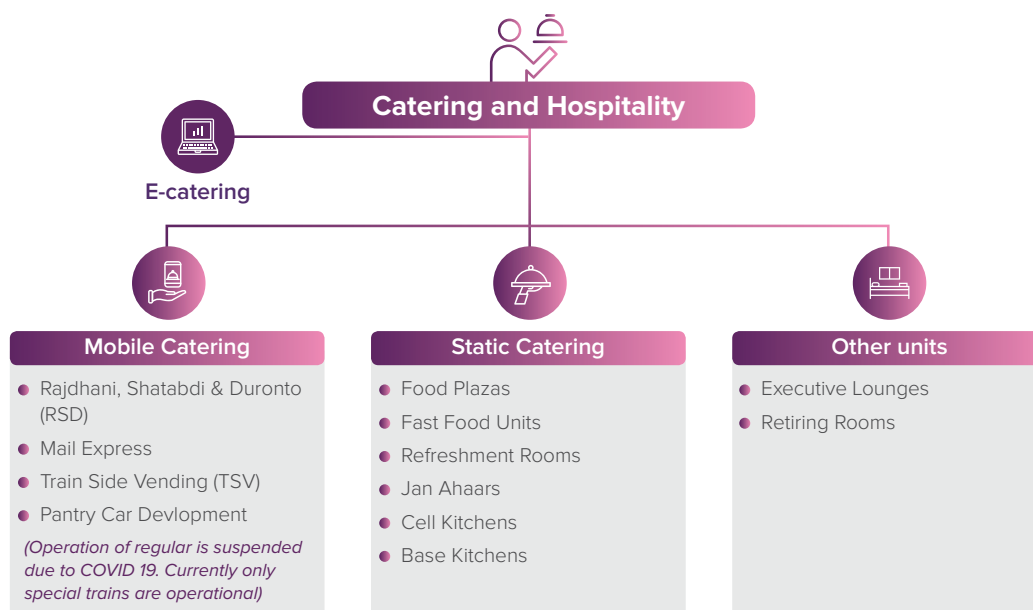 Catering and Hospitality
E-catering
Mobile Catering
Rajdhani, Shatabdi & Duronto
(RSD)
Mail Express
Train Side Vending (TSV)
Pantry Car Devlopment
(Operation of regular is suspended
due to COVID 19. Currently only
special trains are operational)
Static Catering
Food Plazas
Fast Food Units
Refreshment Rooms
Jan Ahaars
Cell Kitchens
Base Kitchens
Other units
Executive Lounges
Retiring Rooms